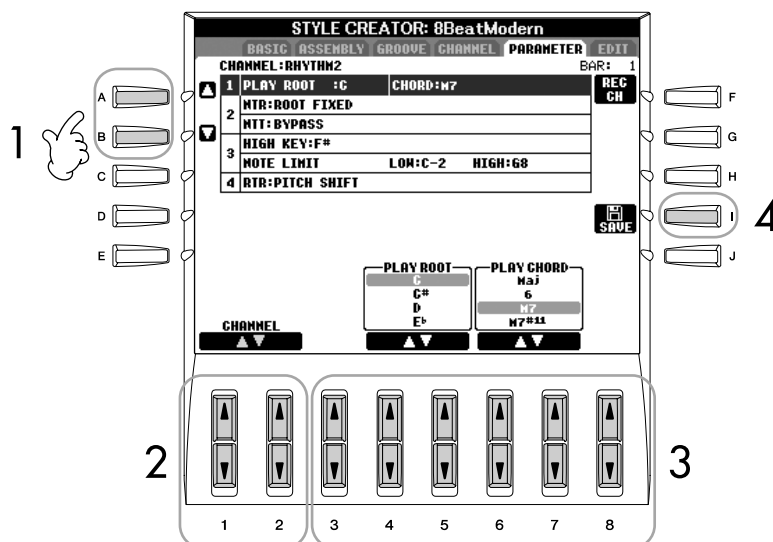 STYLE CREATOR: 8BeatModern
BASIC ASSEMBLY GROOVE CHANNEL PARAMETER EDIT
CHANNEL:RHYTHM2 BAR: 1
1 PLAY ROOT :C CHORD:M7
REC CH
2 NTR:ROOT FIXED
NTT:BYPASS
3 HIGH KEY:F#
NOTE LIMIT LOW:C-2 HIGH:G8
4 RTR:PITCH SHIFT
SAVE
A
B
C
D
E
F
G
H
I
J
1
4
PLAY ROOT
C
C#
D
E♭
PLAY CHORD
Maj
6
M7
M7#11
CHANNEL
2
3
1 2 3 4 5 6 7 8